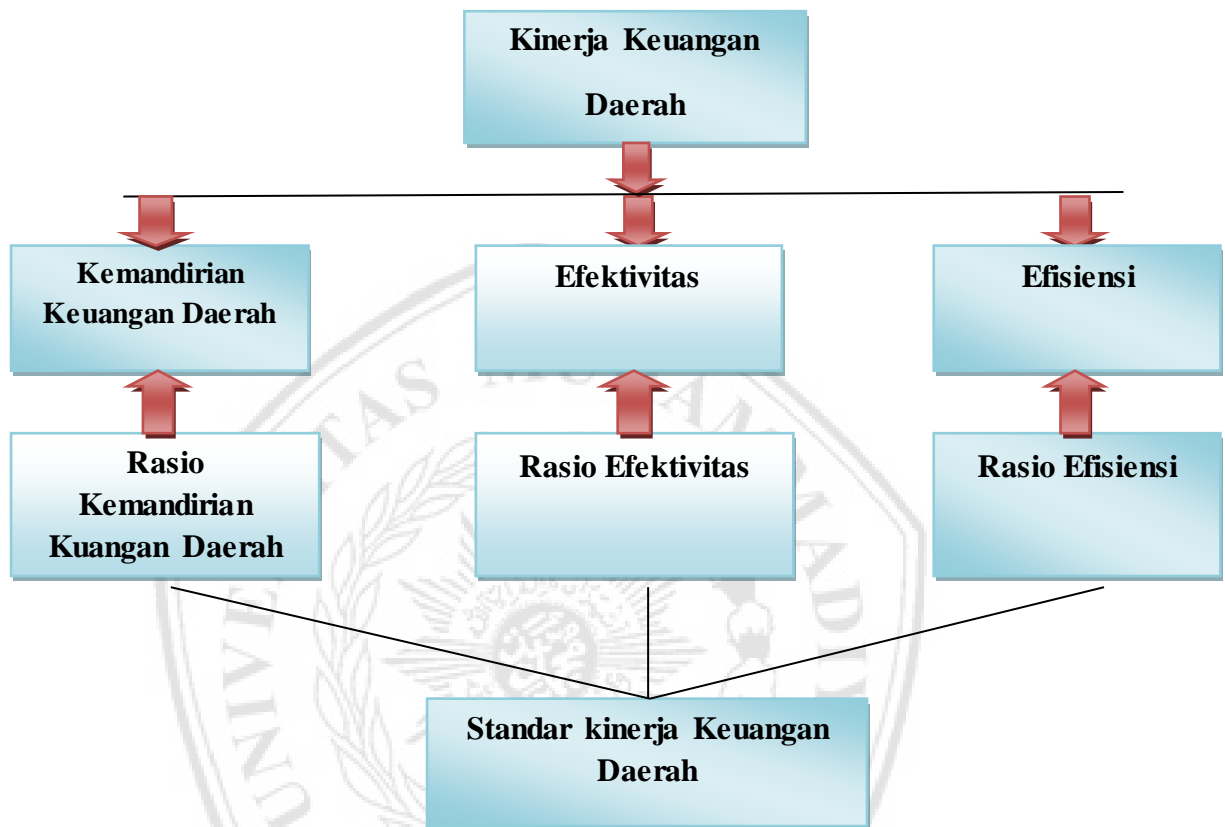 Kinerja Keuangan
Daerah
Kemandirian
Keuangan Daerah
Efektivitas
Efisiensi
Rasio
Kemandirian
Kuangan Daerah
Rasio Efektivitas
Rasio Efisiensi
Standar kinerja Keuangan
Daerah